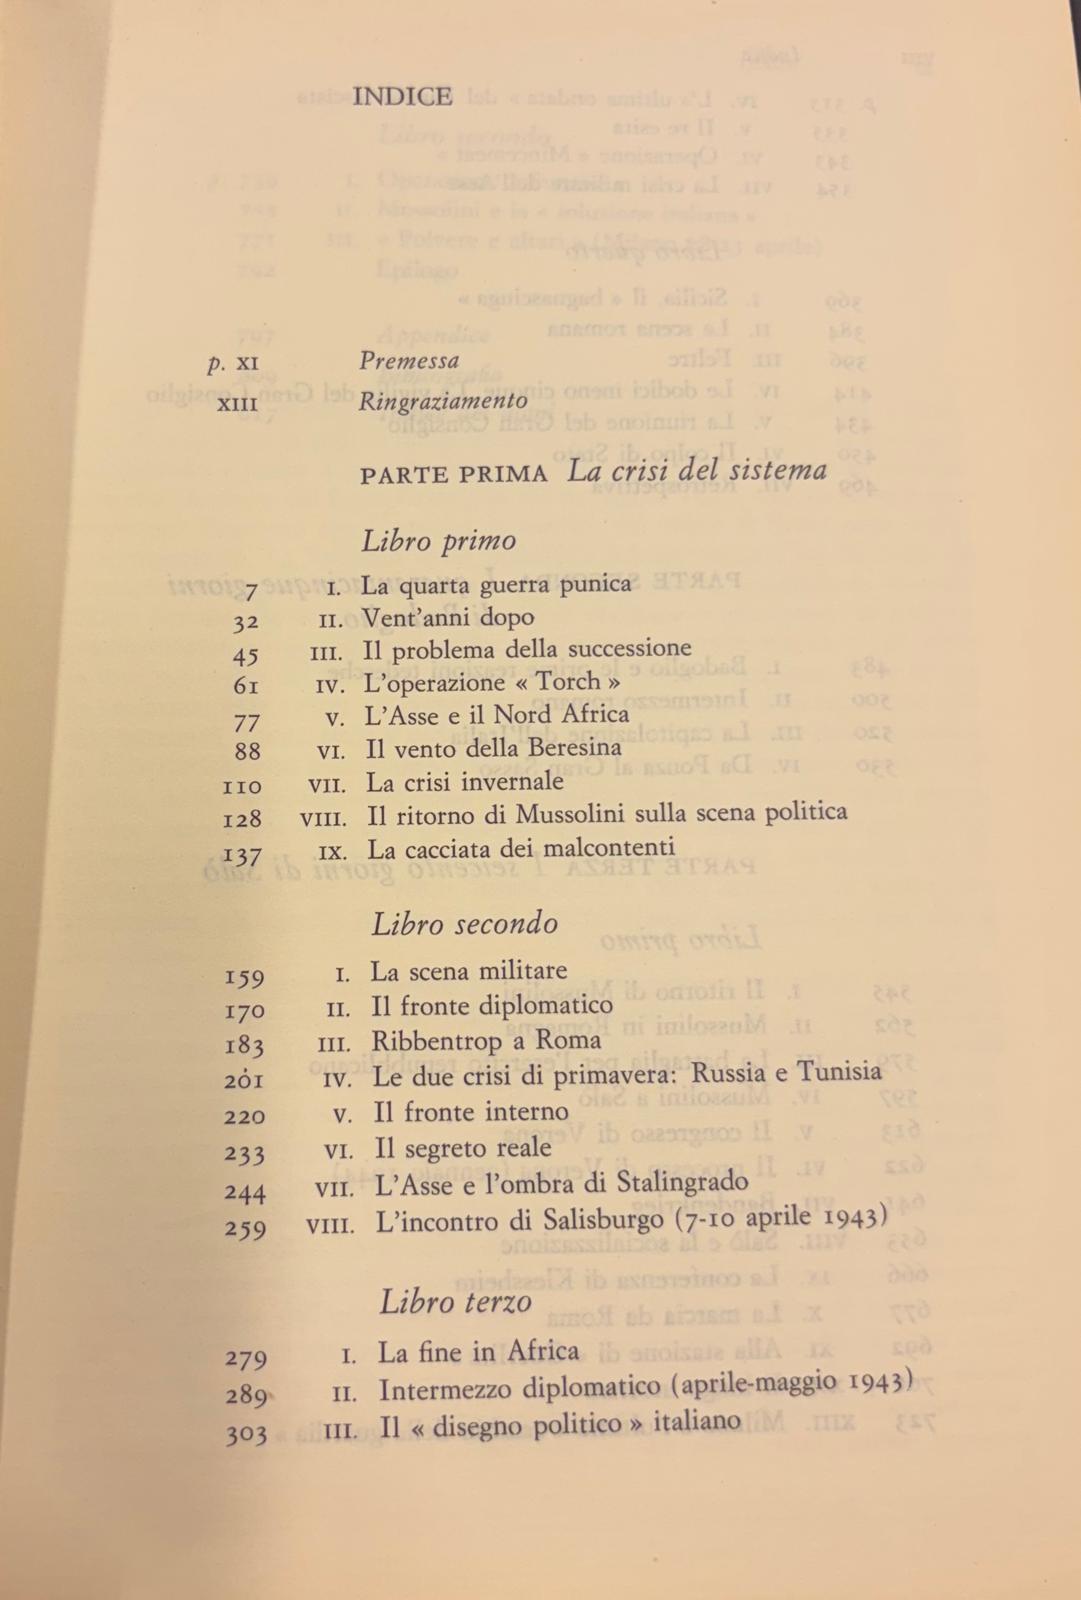 INDICE
p. XI Premessa
XIII Ringraziamento
PARTE PRIMA La crisi del sistema
Libro primo
7 I. La quarta guerra punica
32 II. Vent'anni dopo
45 III. Il problema della successione
61 IV. L'operazione « Torch »
77 V. L'Asse e il Nord Africa
88 VI. Il vento della Beresina
110 VII. La crisi invernale
128 VIII. Il ritorno di Mussolini sulla scena politica
137 IX. La cacciata dei malcontenti
Libro secondo
159 I. La scena militare
170 II. Il fronte diplomatico
183 III. Ribbentrop a Roma
201 IV. Le due crisi di primavera: Russia e Tunisia
220 V. Il fronte interno
233 VI. Il segreto reale
244 VII. L'Asse e l'ombra di Stalingrado
259 VIII. L'incontro di Salisburgo (7-10 aprile 1943)
Libro terzo
279 I. La fine in Africa
289 II. Intermezzo diplomatico (aprile-maggio 1943)
303 III. Il « disegno politico » italiano